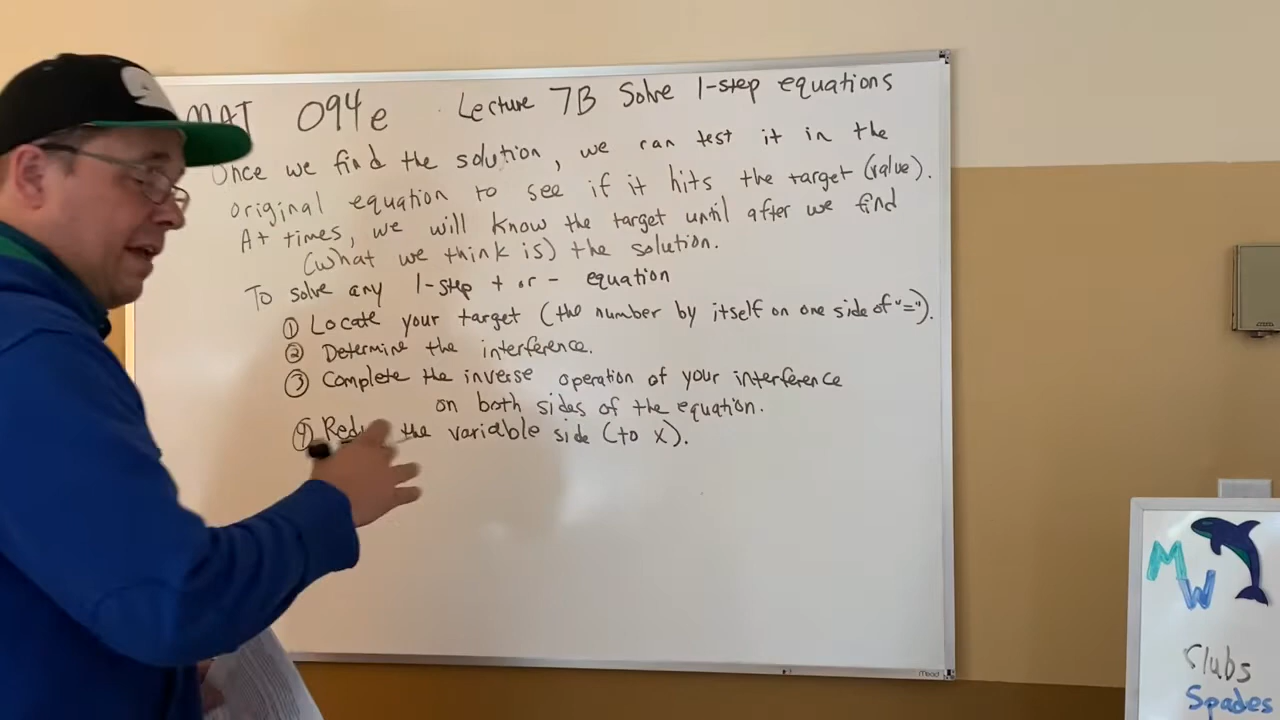 MAT 094e Lecture 7B Solve 1-step equations
Once we find the solution, we can test it in the
original equation to see if it hits the target (value).
At times, we will know the target until after we find
(what we think is) the solution.
To solve any 1-step + or - equation
① Locate your target (the number by itself on one side of "=").
② Determine the interference.
③ Complete the inverse operation of your interference
on both sides of the equation.
④ the variable side (to x).
Mead
MW
Clubs
Spades